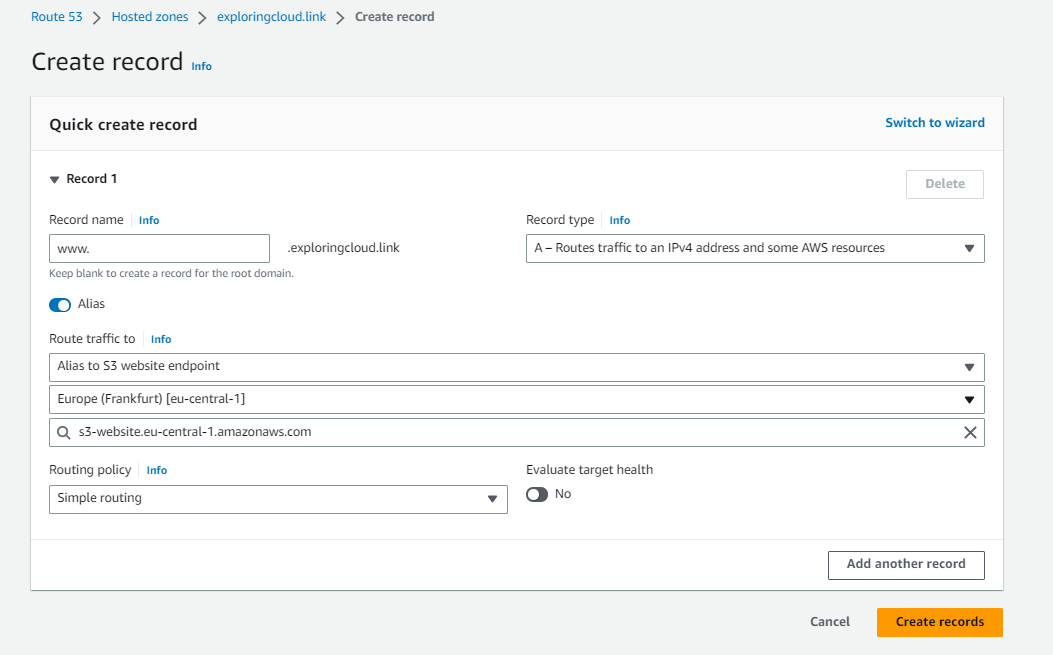 Route 53 > Hosted zones > exploringcloud.link > Create record
Create record Info
Quick create record Switch to wizard
Record 1 Delete
Record name Info Record type Info
www. .exploringcloud.link A – Routes traffic to an IPv4 address and some AWS resources
Keep blank to create a record for the root domain.
Alias
Route traffic to Info
Alias to S3 website endpoint
Europe (Frankfurt) [eu-central-1]
s3-website.eu-central-1.amazonaws.com
Routing policy Info Evaluate target health
Simple routing No
Add another record
Cancel Create records